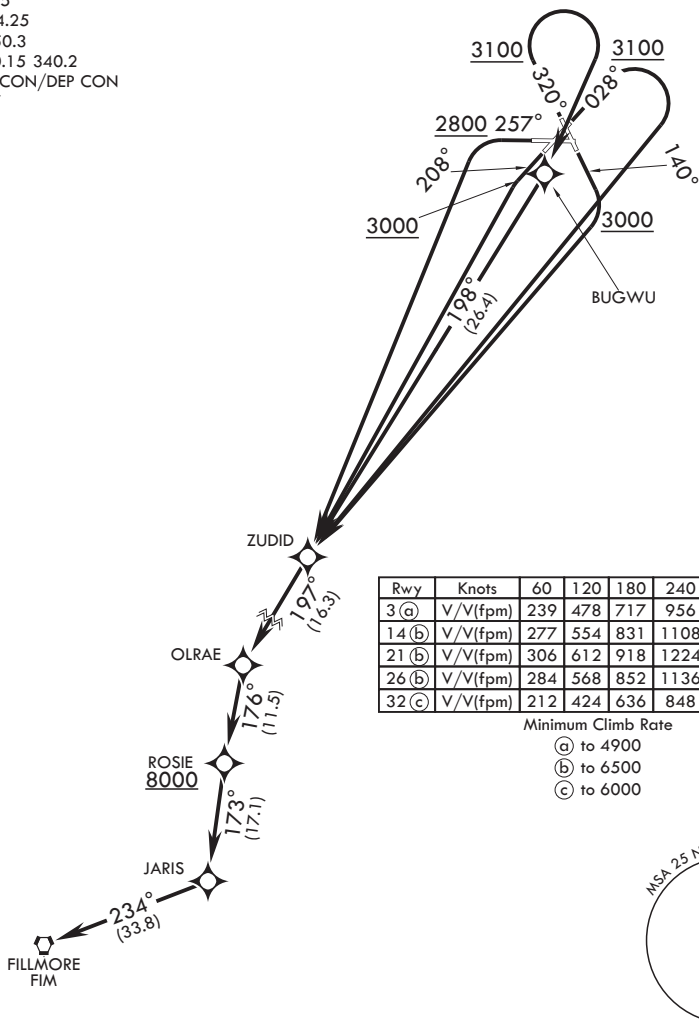 4.25
0.3
.15 340.2
CON/DEP CON
3100
3100
320°
028°
2800 257°
208°
140°
3000
3000
BUGWU
198°
(26.4)
ZUDID
197°
(16.3)
OLRAE
176°
(11.5)
ROSIE
8000
173°
(17.1)
JARIS
234°
(33.8)
FILLMORE
FIM
Rwy Knots 60 120 180 240
3 ⓐ V/V(fpm) 239 478 717 956
14 ⓑ V/V(fpm) 277 554 831 1108
21 ⓑ V/V(fpm) 306 612 918 1224
26 ⓑ V/V(fpm) 284 568 852 1136
32 ⓒ V/V(fpm) 212 424 636 848
Minimum Climb Rate
ⓐ to 4900
ⓑ to 6500
ⓒ to 6000
MSA 25 N